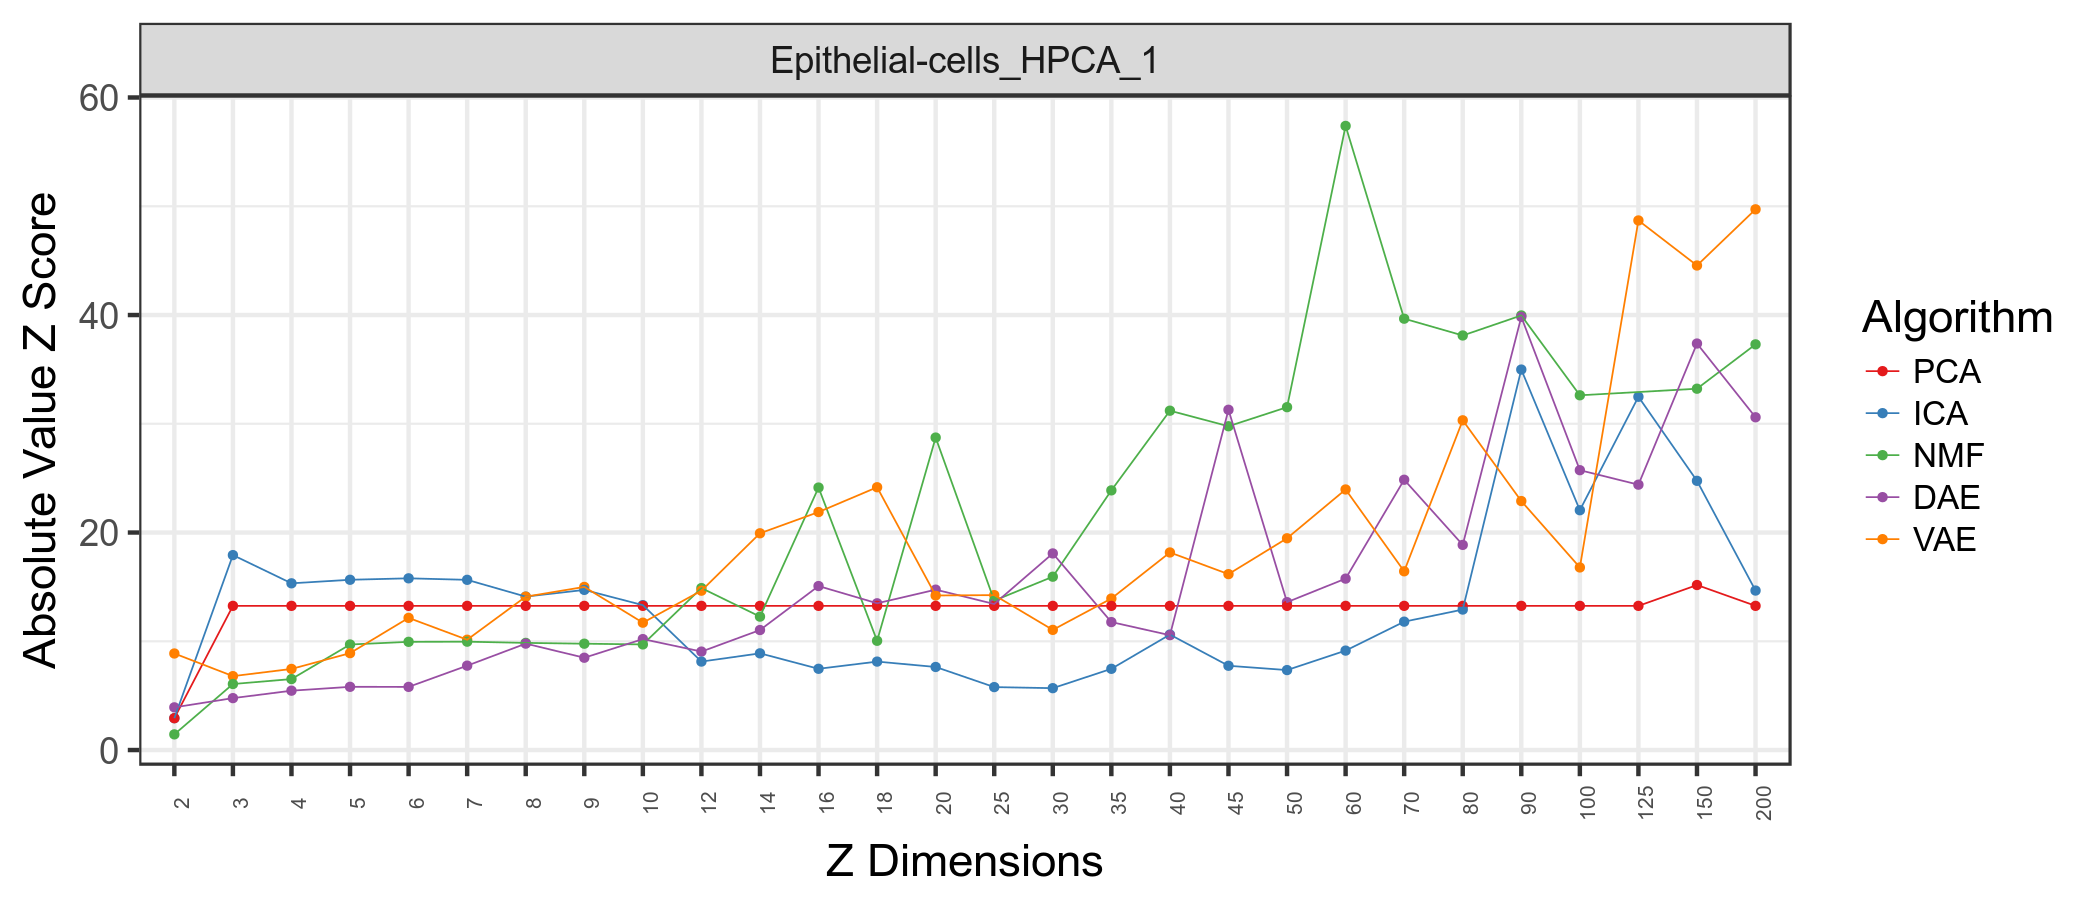 Epithelial-cells_HPCA_1
Absolute Value Z Score
60
40
20
0
2 3 4 5 6 7 8 9 10 12 14 16 18 20 25 30 35 40 45 50 60 70 80 90 100 125 150 200
Z Dimensions
Algorithm
PCA
ICA
NMF
DAE
VAE